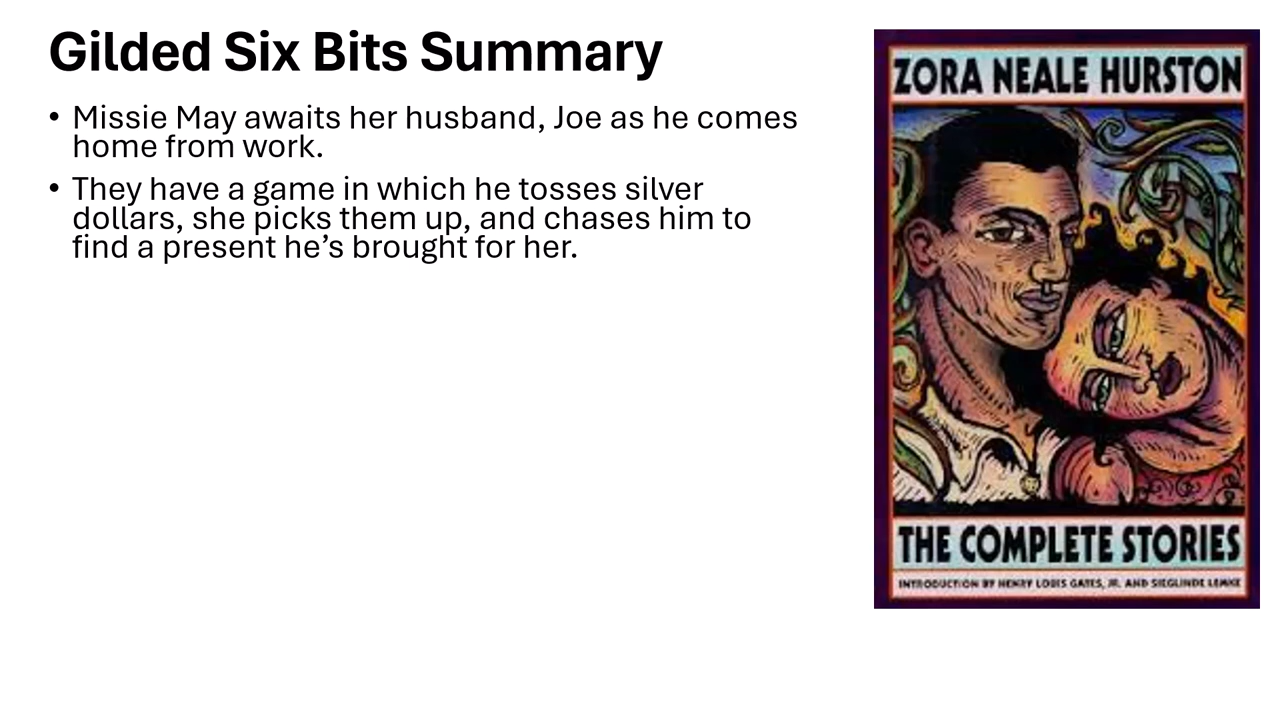 Gilded Six Bits Summary
• Missie May awaits her husband, Joe as he comes
home from work.
• They have a game in which he tosses silver
dollars, she picks them up, and chases him to
find a present he’s brought for her.
ZORA NEALE HURSTON
THE COMPLETE STORIES
INTRODUCTION BY HENRY LOUIS GATES, JR. AND SIEGLINDE LEMKE